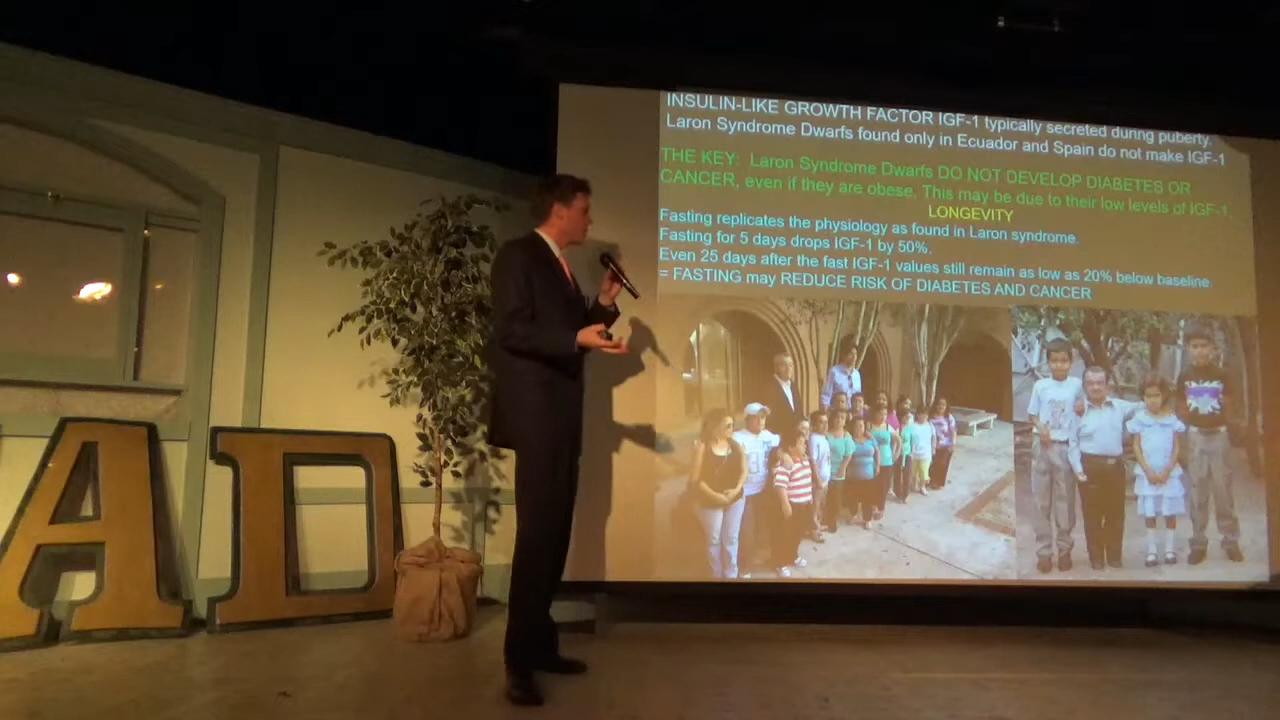 INSULIN-LIKE GROWTH FACTOR IGF-1 typically secreted during puberty.
Laron Syndrome Dwarfs found only in Ecuador and Spain do not make IGF-1
THE KEY: Laron Syndrome Dwarfs DO NOT DEVELOP DIABETES OR
CANCER, even if they are obese. This may be due to their low levels of IGF-1.
LONGEVITY
Fasting replicates the physiology as found in Laron syndrome.
Fasting for 5 days drops IGF-1 by 50%.
Even 25 days after the fast IGF-1 values still remain as low as 20% below baseline.
= FASTING may REDUCE RISK OF DIABETES AND CANCER
AD